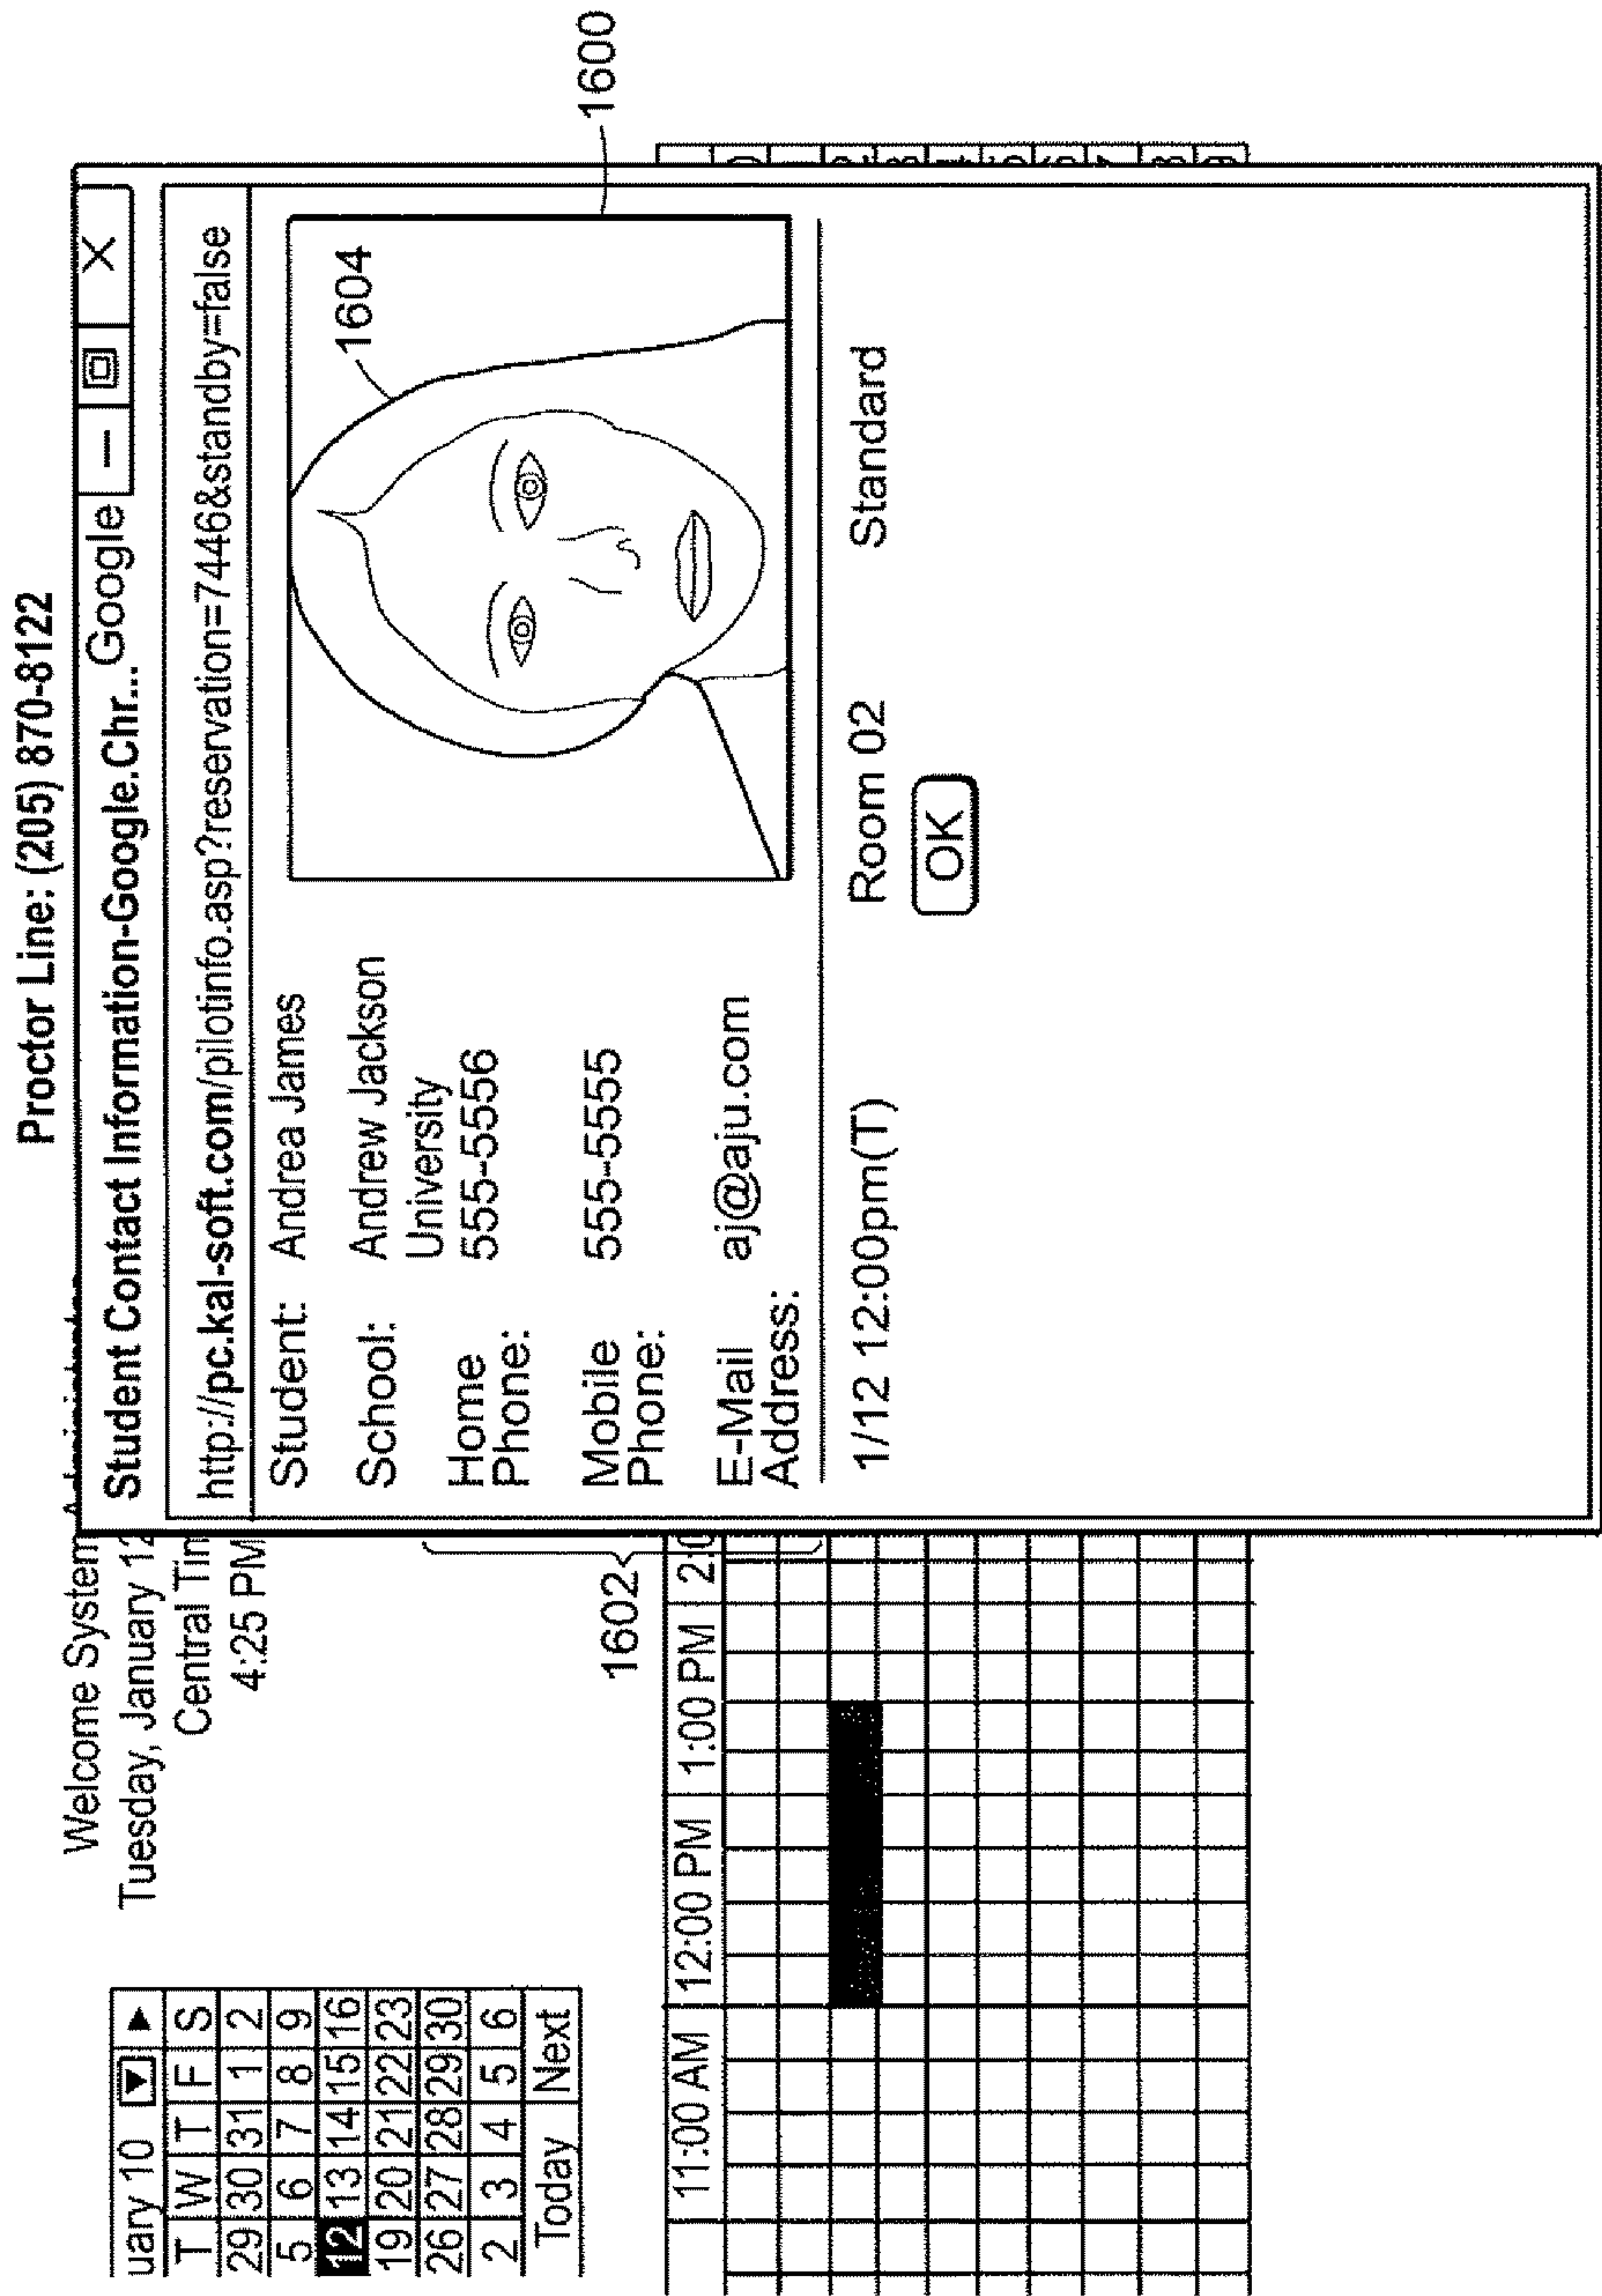 Proctor Line: (205) 870-8122
Welcome System
Tuesday, January 12
Central Tim
4:25 PM
uary 10 ▼ ►
T W T F S
29 30 31 1 2
5 6 7 8 9
12 13 14 15 16
19 20 21 22 23
26 27 28 29 30
2 3 4 5 6
Today Next
Student Contact Information-Google.Chr... Google — X
http://pc.kal-soft.com/pilotinfo.asp?reservation=7446&standby=false
Student: Andrea James
School: Andrew Jackson
University
Home 555-5556
Phone:
Mobile 555-5555
Phone:
E-Mail aj@aju.com
Address:
1604
1600
1602
1/12 12:00pm(T) Room 02 Standard
OK
11:00 AM 12:00 PM 1:00 PM 2:0